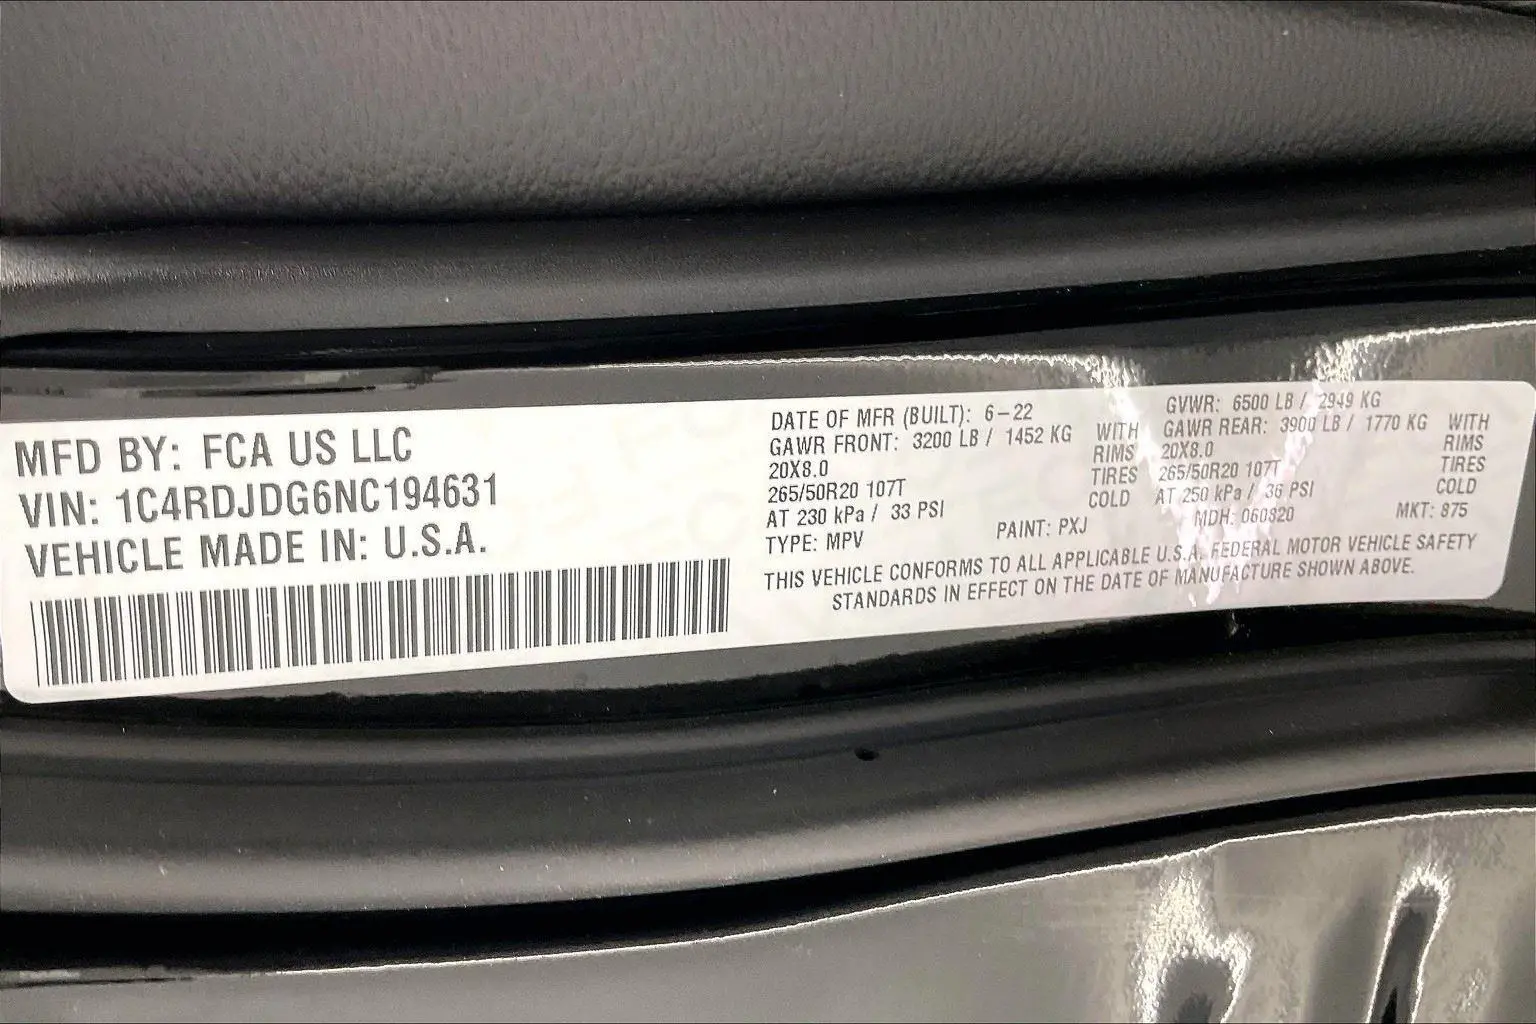 MFD BY: FCA US LLC
VIN: 1C4RDJDG6NC194631
VEHICLE MADE IN: U.S.A.
DATE OF MFR (BUILT): 6-22 GVWR: 6500 LB / 2949 KG
GAWR FRONT: 3200 LB / 1452 KG WITH GAWR REAR: 3900 LB / 1770 KG WITH
20X8.0 RIMS 20X8.0 RIMS
265/50R20 107T TIRES 265/50R20 107T TIRES
AT 230 kPa / 33 PSI COLD AT 250 kPa / 36 PSI COLD
TYPE: MPV PAINT: PXJ MDH: 060820 MKT: 875
THIS VEHICLE CONFORMS TO ALL APPLICABLE U.S.A. FEDERAL MOTOR VEHICLE SAFETY
STANDARDS IN EFFECT ON THE DATE OF MANUFACTURE SHOWN ABOVE.